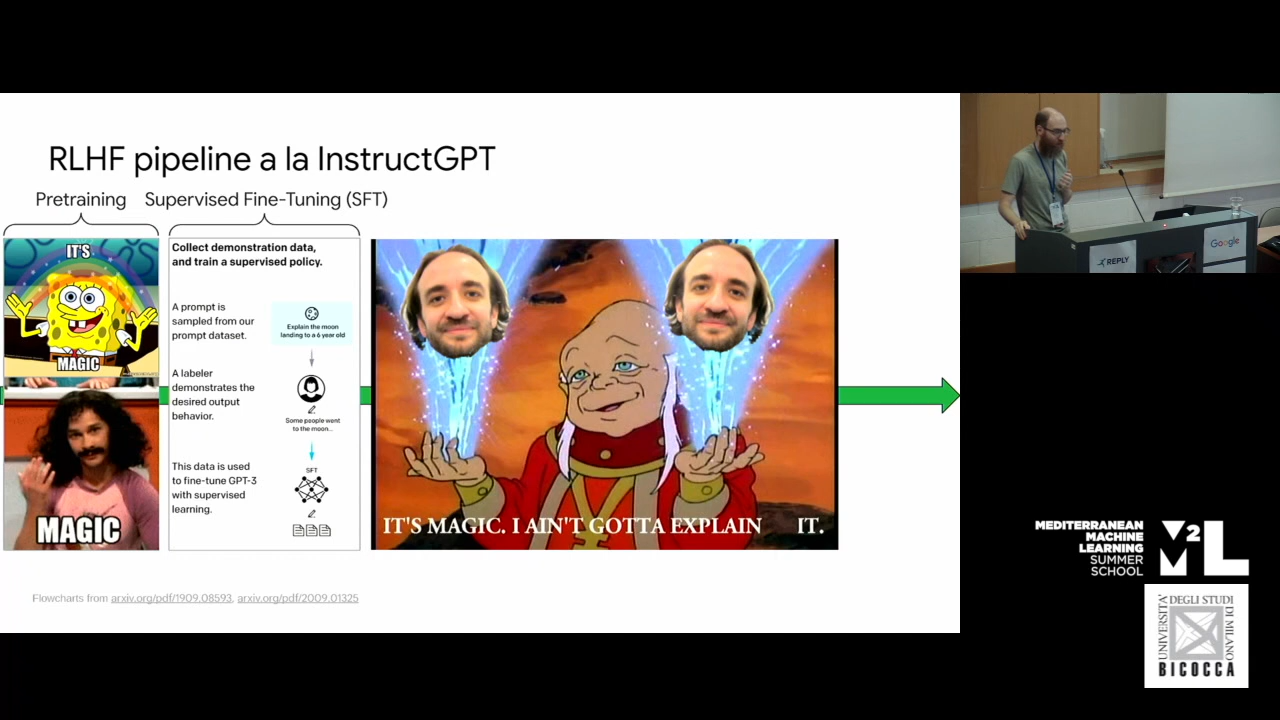 RLHF pipeline a la InstructGPT
Pretraining
Supervised Fine-Tuning (SFT)
IT'S
MAGIC
MAGIC
Collect demonstration data,
and train a supervised policy.
A prompt is
sampled from our
prompt dataset.
Explain the moon
landing to a 6 year old
A labeler
demonstrates the
desired output
behavior.
Some people went
to the moon...
This data is used
to fine-tune GPT-3
with supervised
learning.
SFT
IT'S MAGIC. I AIN'T GOTTA EXPLAIN IT.
Flowcharts from arxiv.org/pdf/1909.08593, arxiv.org/pdf/2009.01325
REPLY
Google
MEDITERRANEAN
MACHINE
LEARNING
SUMMER
SCHOOL
M2L
UNIVERSITA'
DEGLI STUDI
DI MILANO
BICOCCA